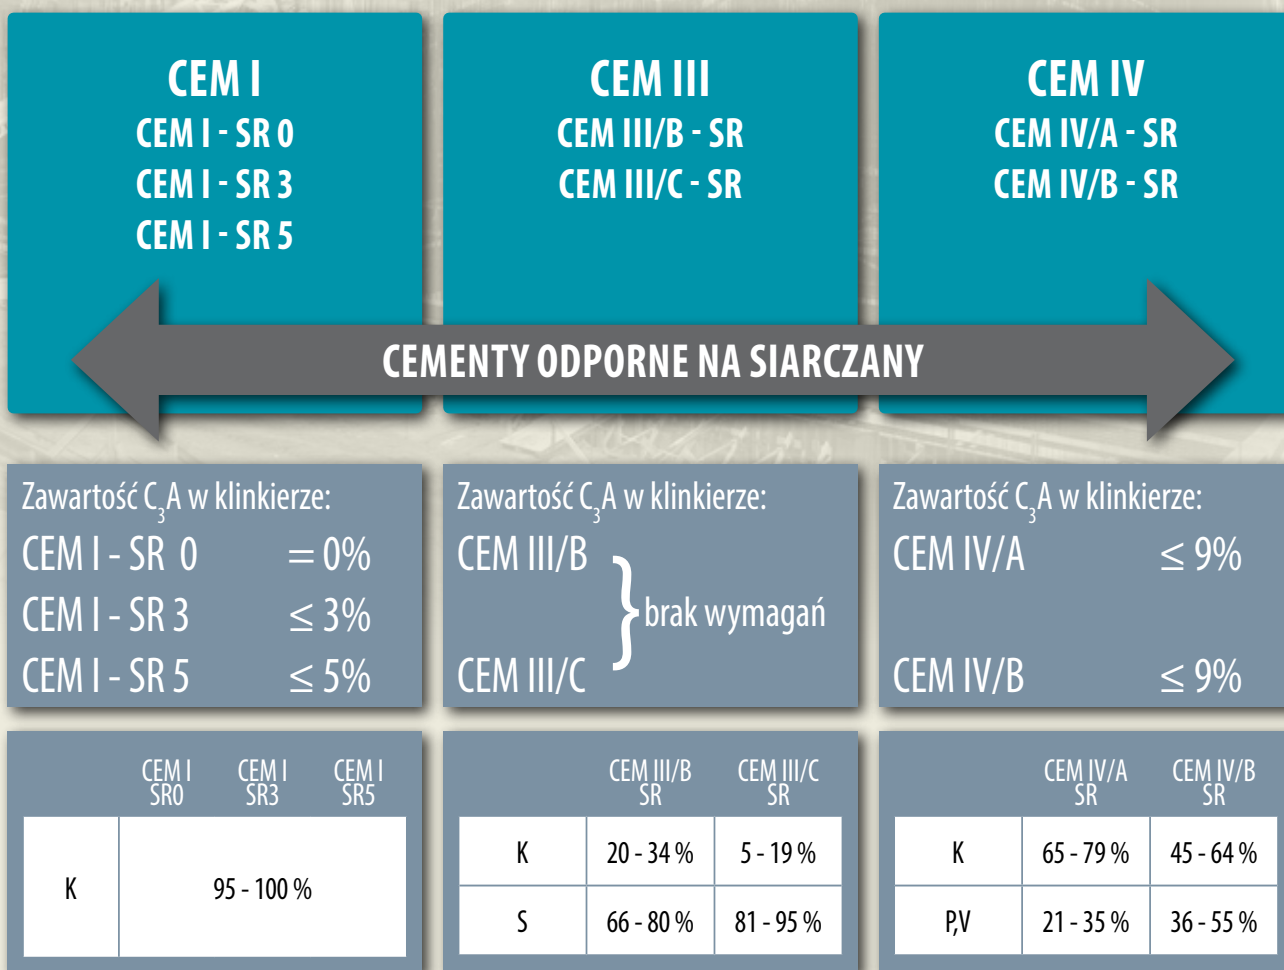 CEM I
CEM I - SR 0
CEM I - SR 3
CEM I - SR 5
CEM III
CEM III/B - SR
CEM III/C - SR
CEM IV
CEM IV/A - SR
CEM IV/B - SR
CEMENTY ODPORNE NA SIARCZANY
Zawartość C₃A w klinkierze:
CEM I - SR 0 = 0%
CEM I - SR 3 ≤ 3%
CEM I - SR 5 ≤ 5%
Zawartość C₃A w klinkierze:
CEM III/B
} brak wymagań
CEM III/C
Zawartość C₃A w klinkierze:
CEM IV/A ≤ 9%
CEM IV/B ≤ 9%
CEM I CEM I CEM I
SR0 SR3 SR5
K 95 - 100 %
CEM III/B CEM III/C
SR SR
K 20 - 34 % 5 - 19 %
S 66 - 80 % 81 - 95 %
CEM IV/A CEM IV/B
SR SR
K 65 - 79 % 45 - 64 %
P,V 21 - 35 % 36 - 55 %